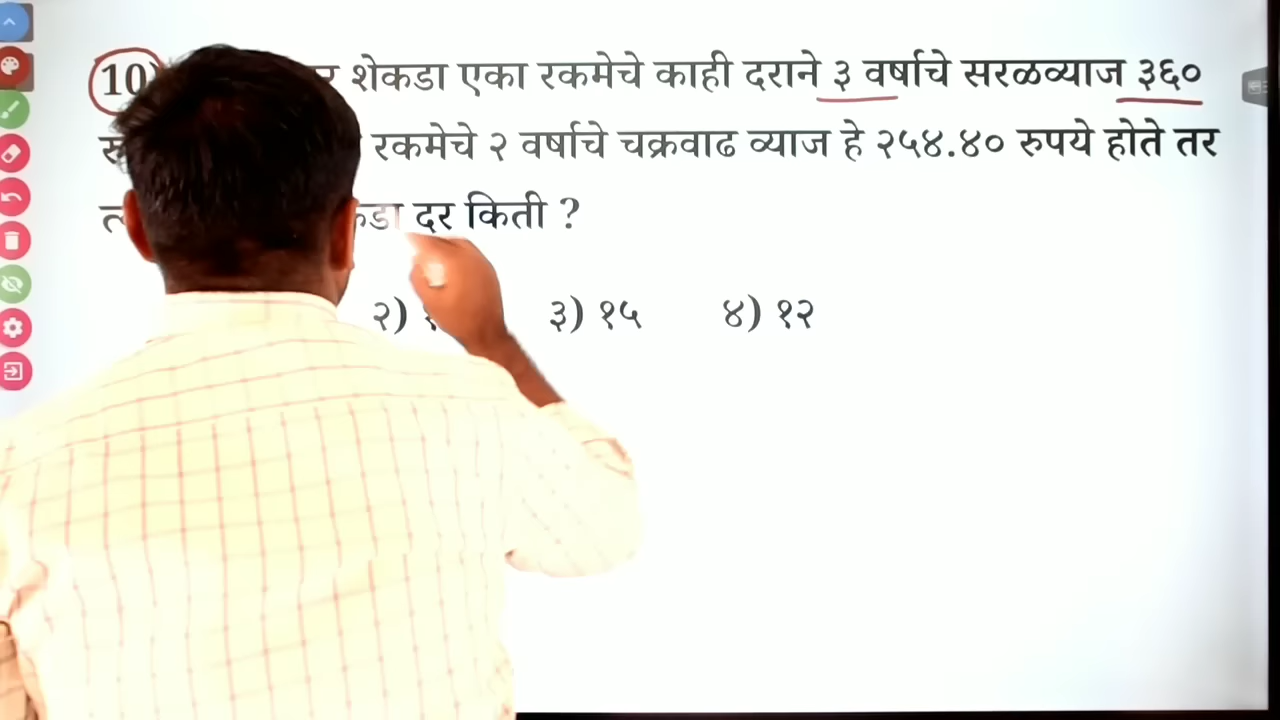 10) शेकडा एका रकमेचे काही दराने ३ वर्षाचे सरळव्याज ३६०
रकमेचे २ वर्षाचे चक्रवाढ व्याज हे २५४.४० रुपये होते तर
दर किती ?
२) ३) १५ ४) १२